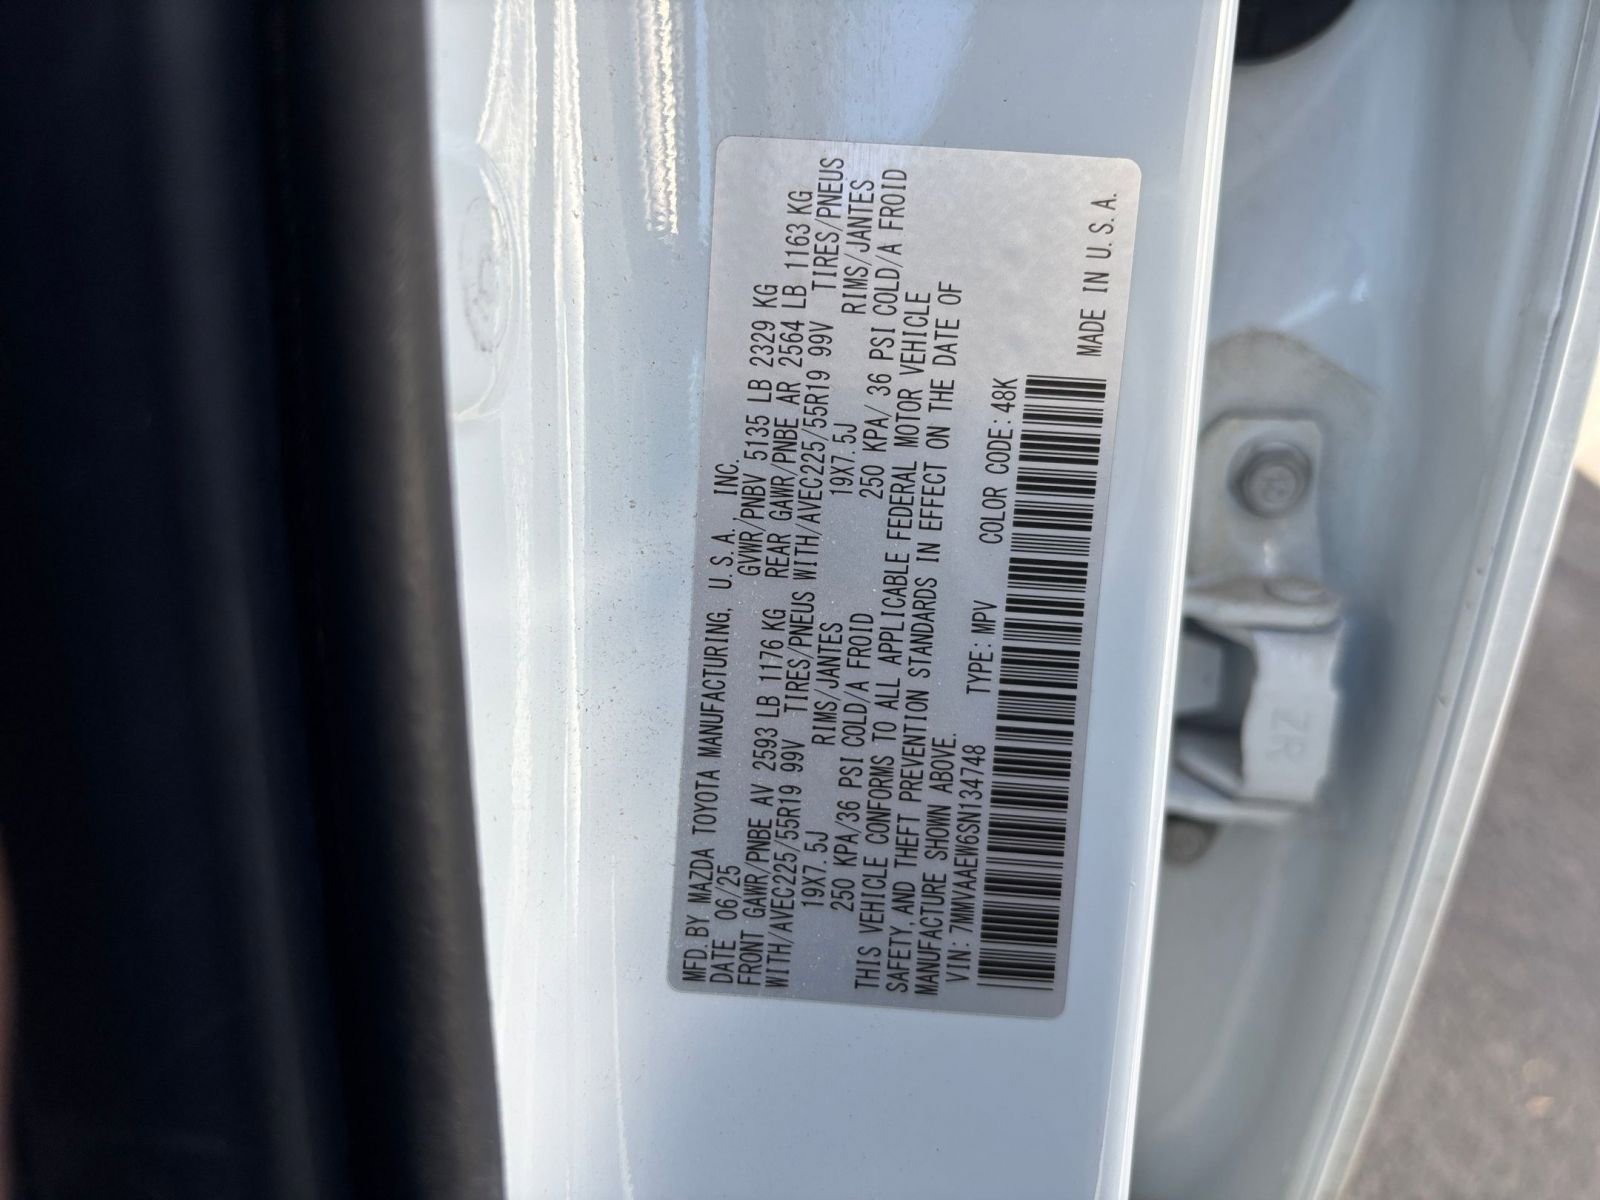 MFD. BY MAZDA TOYOTA MANUFACTURING, U. S. A. INC.
DATE 06/25 GVWR/PNBV 5135 LB 2329 KG
FRONT GAWR/PNBE AV 2593 LB 1176 KG REAR GAWR/PNBE AR 2564 LB 1163 KG
WITH/AVEC225/55R19 99V TIRES/PNEUS WITH/AVEC225/55R19 99V TIRES/PNEUS
19X7. 5J RIMS/JANTES 19X7. 5J RIMS/JANTES
250 KPA/36 PSI COLD/A FROID 250 KPA/ 36 PSI COLD/A FROID
THIS VEHICLE CONFORMS TO ALL APPLICABLE FEDERAL MOTOR VEHICLE
SAFETY, AND THEFT PREVENTION STANDARDS IN EFFECT ON THE DATE OF
MANUFACTURE SHOWN ABOVE.
VIN: 7MMVAAEW6SN134748 TYPE: MPV COLOR CODE: 48K
MADE IN U. S. A.
ZR